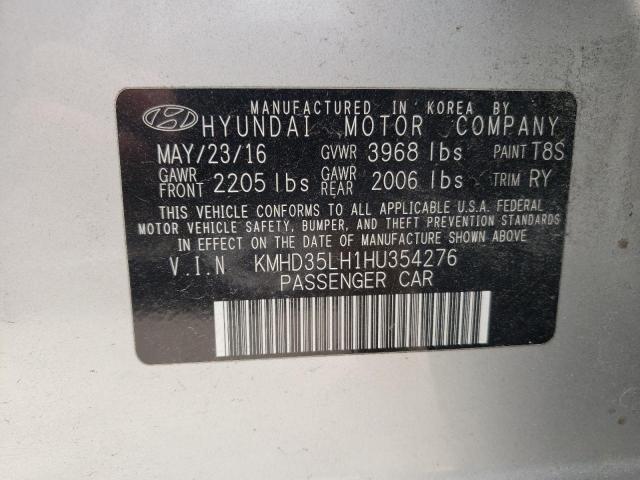 MANUFACTURED IN KOREA BY
HYUNDAI MOTOR COMPANY
MAY/23/16 GVWR 3968 lbs PAINT T8S
GAWR FRONT 2205 lbs GAWR REAR 2006 lbs TRIM RY
THIS VEHICLE CONFORMS TO ALL APPLICABLE U.S.A. FEDERAL
MOTOR VEHICLE SAFETY, BUMPER, AND THEFT PREVENTION STANDARDS
IN EFFECT ON THE DATE OF MANUFACTURE SHOWN ABOVE
V.I.N KMHD35LH1HU354276
PASSENGER CAR